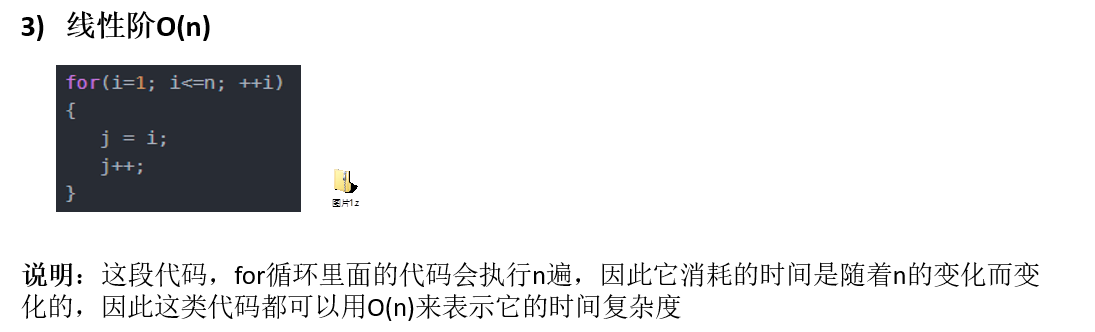 3) 线性阶O(n)
for(i=1; i<=n; ++i)
{
j = i;
j++;
}
图片1z
说明：这段代码，for循环里面的代码会执行n遍，因此它消耗的时间是随着n的变化而变
化的，因此这类代码都可以用O(n)来表示它的时间复杂度